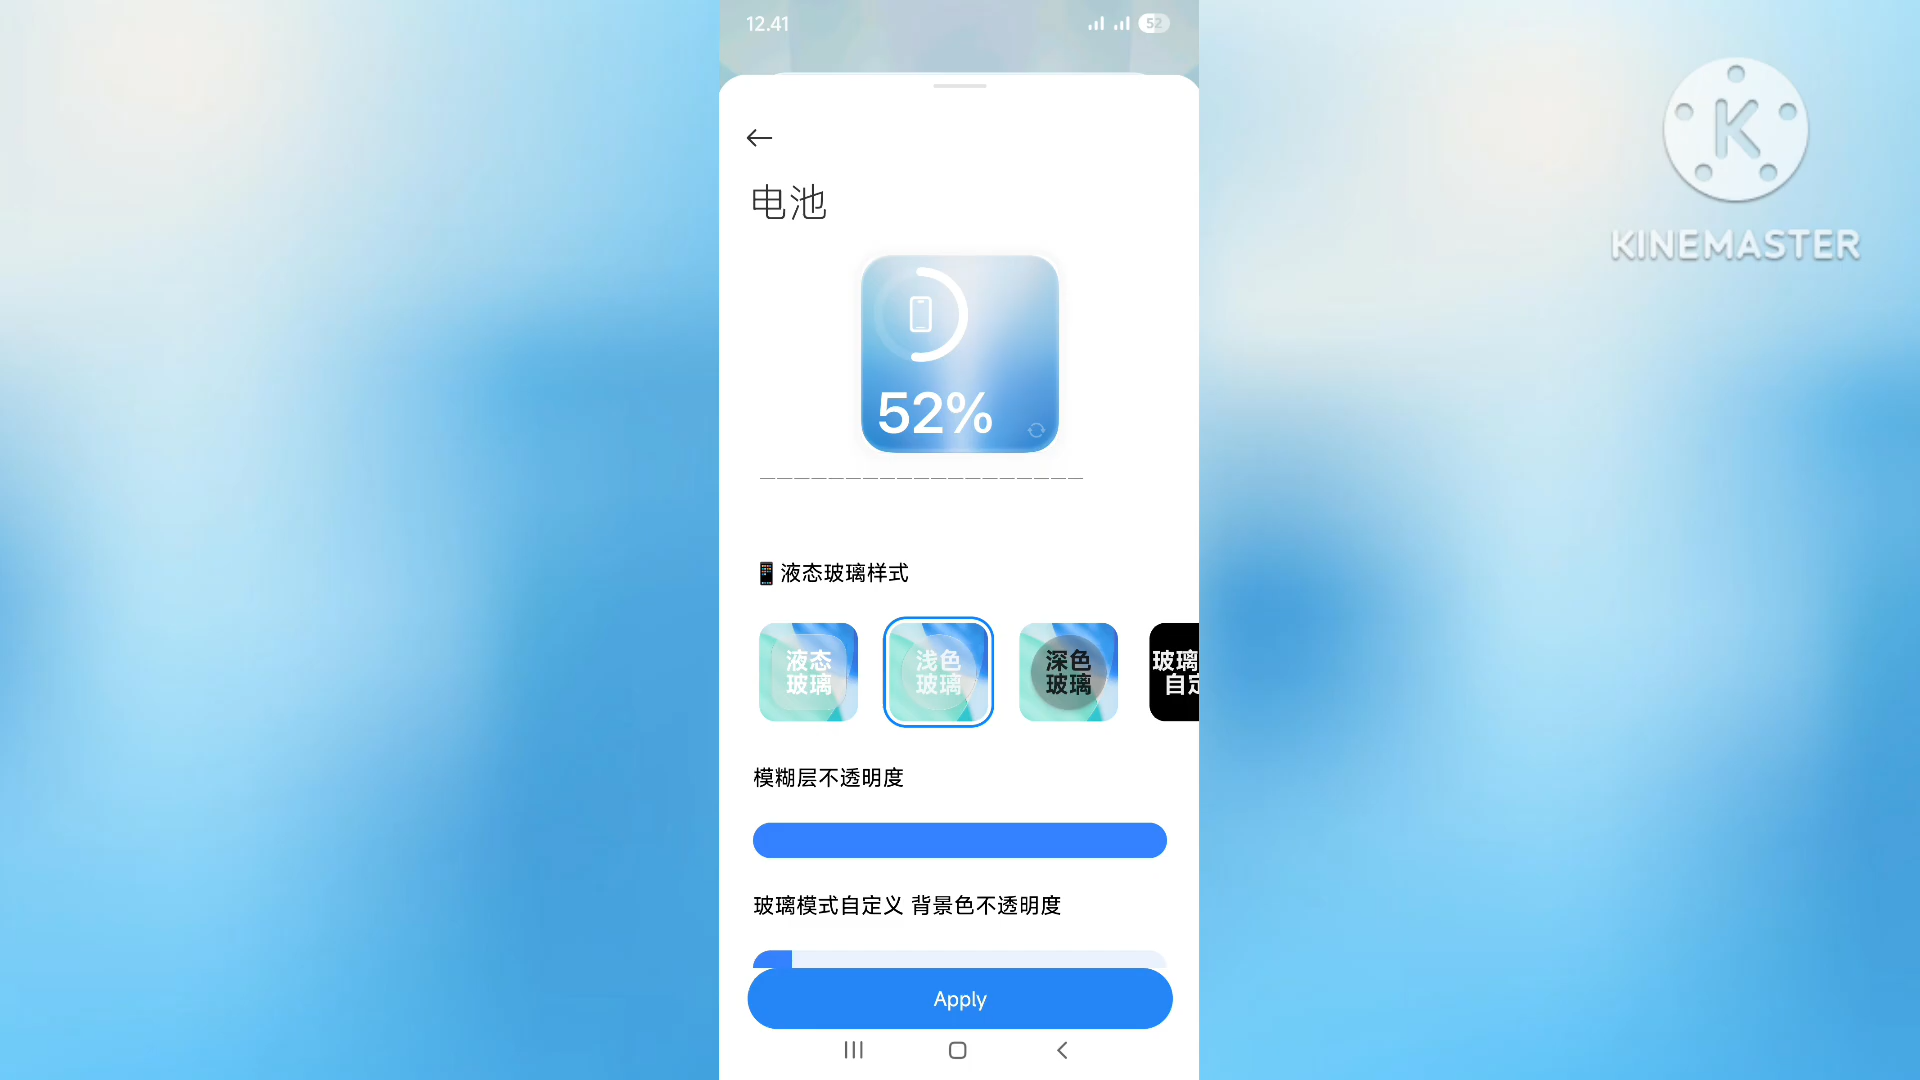 12.41
52
KINEMASTER
电池
52%
液态玻璃样式
液态
玻璃
浅色
玻璃
深色
玻璃
玻璃
自定
模糊层不透明度
玻璃模式自定义 背景色不透明度
Apply